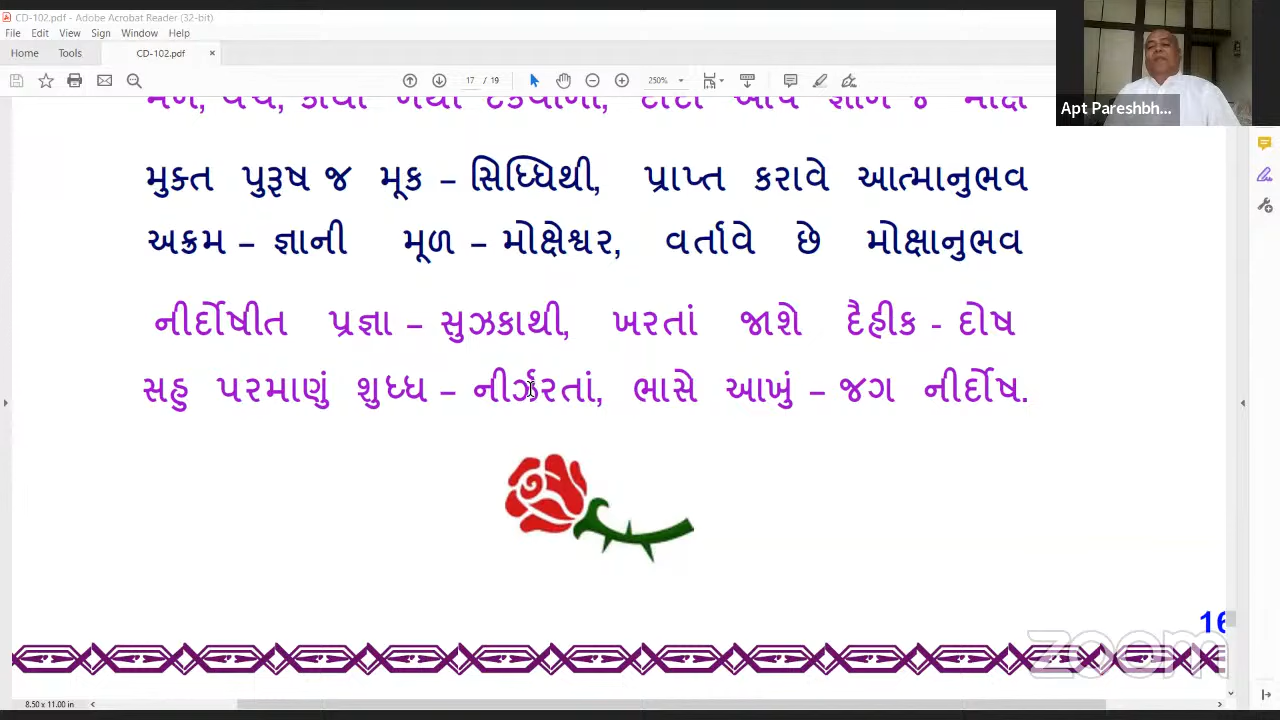 CD-102.pdf - Adobe Acrobat Reader (32-bit)
File Edit View Sign Window Help
Home Tools CD-102.pdf ×
17 / 19 250%
Apt Pareshbh...
મુક્ત પુરૂષ જ મૂક – સિધ્ધિથી, પ્રાપ્ત કરાવે આત્માનુભવ
અક્રમ – જ્ઞાની મૂળ – મોક્ષેશ્વર, વર્તાવે છે મોક્ષાનુભવ
નીર્દોષીત પ્રજ્ઞા – સુઝકાથી, ખરતાં જાશે દૈહીક - દોષ
સહુ પરમાણું શુધ્ધ – નીર્ઝરતાં, ભાસે આખું – જગ નીર્દોષ.
16
zoom
8.50 x 11.00 in